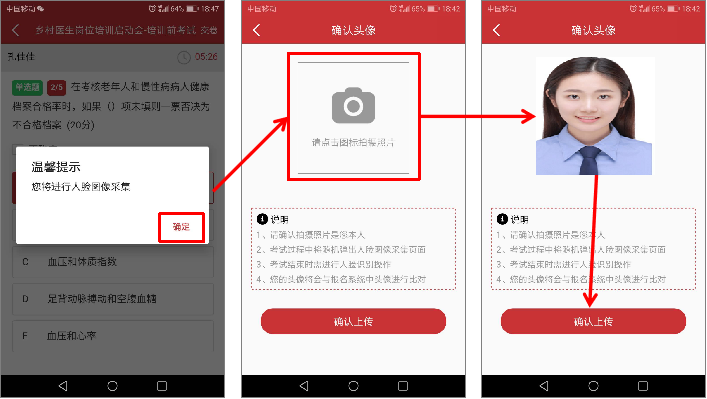 中国移动 64% 18:47
乡村医生岗位培训启动会-培训前考试 交卷
孔佳佳 05:26
单选题 2/5 在考核老年人和慢性病病人健康
档案合格率时，如果（）项未填则一票否决为
不合格档案 (20分)
温馨提示
您将进行人脸图像采集
确定
C 血压和体质指数
D 足背动脉搏动和空腹血糖
E 血压和心率
中国移动 65% 18:42
确认头像
请点击图标拍摄照片
说明
1、请确认拍摄照片是您本人
2、考试过程中将随机弹出人脸图像采集页面
3、考试结束时需进行人脸识别操作
4、您的头像将会与报名系统中头像进行比对
确认上传
中国移动 65% 18:42
确认头像
说明
1、请确认拍摄照片是您本人
2、考试过程中将随机弹出人脸图像采集页面
3、考试结束时需进行人脸识别操作
4、您的头像将会与报名系统中头像进行比对
确认上传